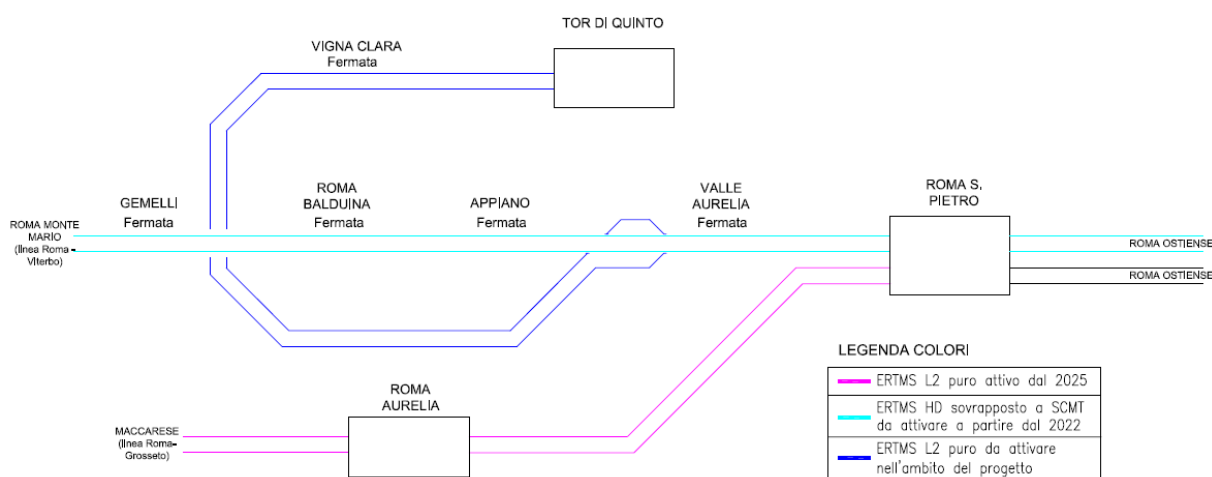 TOR DI QUINTO
VIGNA CLARA
Fermata
GEMELLI
Fermata
ROMA
BALDUINA
Fermata
APPIANO
Fermata
VALLE
AURELIA
Fermata
ROMA S.
PIETRO
ROMA MONTE
MARIO
(linea Roma-
Viterbo)
ROMA OSTIENSE
ROMA OSTIENSE
ROMA
AURELIA
MACCARESE
(linea Roma-
Grosseto)
LEGENDA COLORI
ERTMS L2 puro attivo dal 2025
ERTMS HD sovrapposto a SCMT
da attivare a partire dal 2022
ERTMS L2 puro da attivare
nell'ambito del progetto